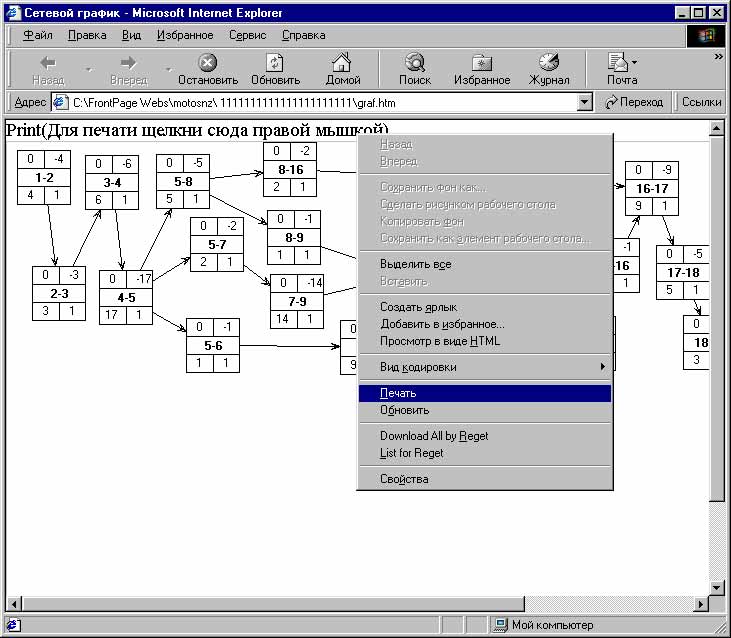 Сетевой график - Microsoft Internet Explorer
Файл Правка Вид Избранное Сервис Справка
Назад Вперед Остановить Обновить Домой Поиск Избранное Журнал Почта »
Адрес C:\FrontPage Webs\motosnz\ 111111111111111111111\graf.htm Переход Ссылки
Print(Для печати щелкни сюда правой мышкой)
0 -4
1-2
4 1
0 -6
3-4
6 1
0 -5
5-8
5 1
0 -2
8-16
2 1
0 -9
16-17
9 1
0 -2
5-7
2 1
0 -1
8-9
1 1
-1
-16
1
0 -5
17-18
5 1
0 -3
2-3
3 1
0 -17
4-5
17 1
0 -14
7-9
14 1
0 -1
5-6
1 1
0
9
0
18
3
Назад
Вперед
Сохранить фон как...
Сделать рисунком рабочего стола
Копировать фон
Сохранить как элемент рабочего стола...
Выделить все
Вставить
Создать ярлык
Добавить в избранное...
Просмотр в виде HTML
Вид кодировки
Печать
Обновить
Download All by Reget
List for Reget
Свойства
Мой компьютер